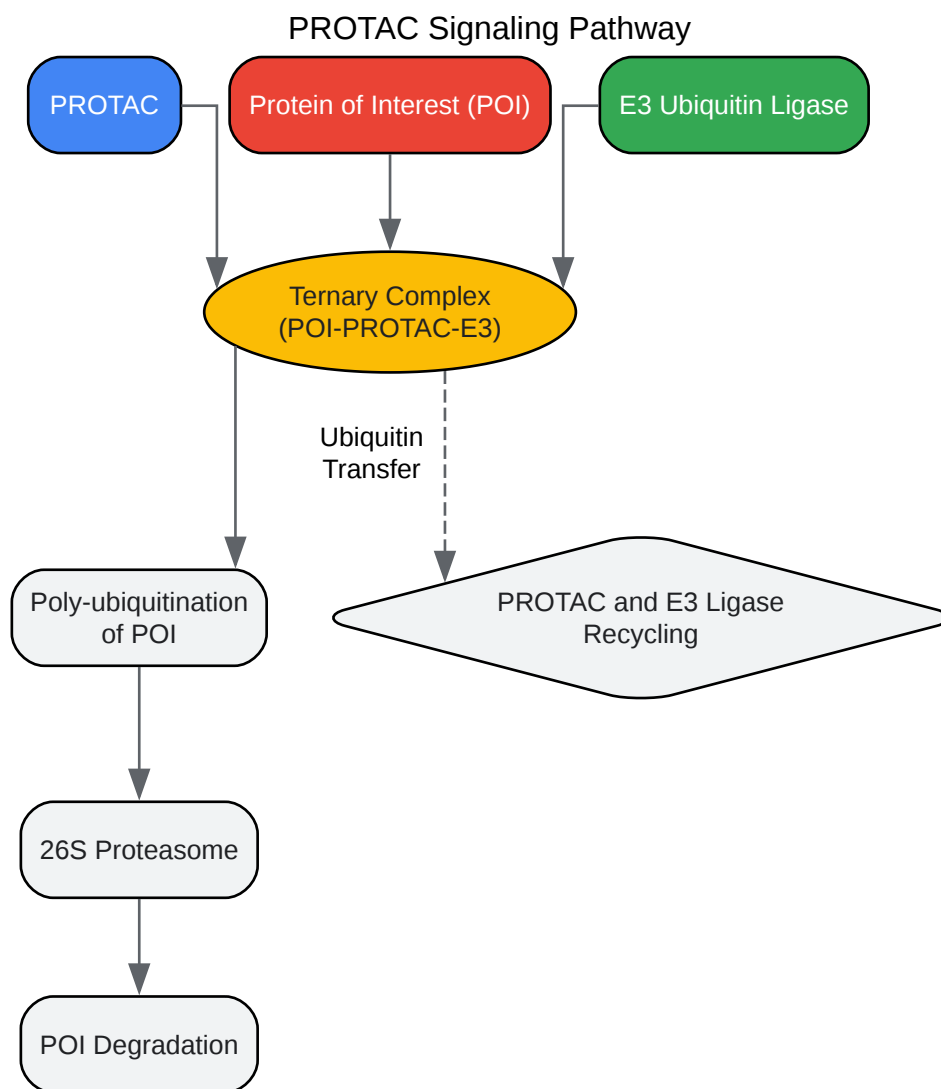 PROTAC Signaling Pathway
PROTAC
Protein of Interest (POI)
E3 Ubiquitin Ligase
Ternary Complex
(POI-PROTAC-E3)
Ubiquitin
Transfer
Poly-ubiquitination
of POI
PROTAC and E3 Ligase
Recycling
26S Proteasome
POI Degradation